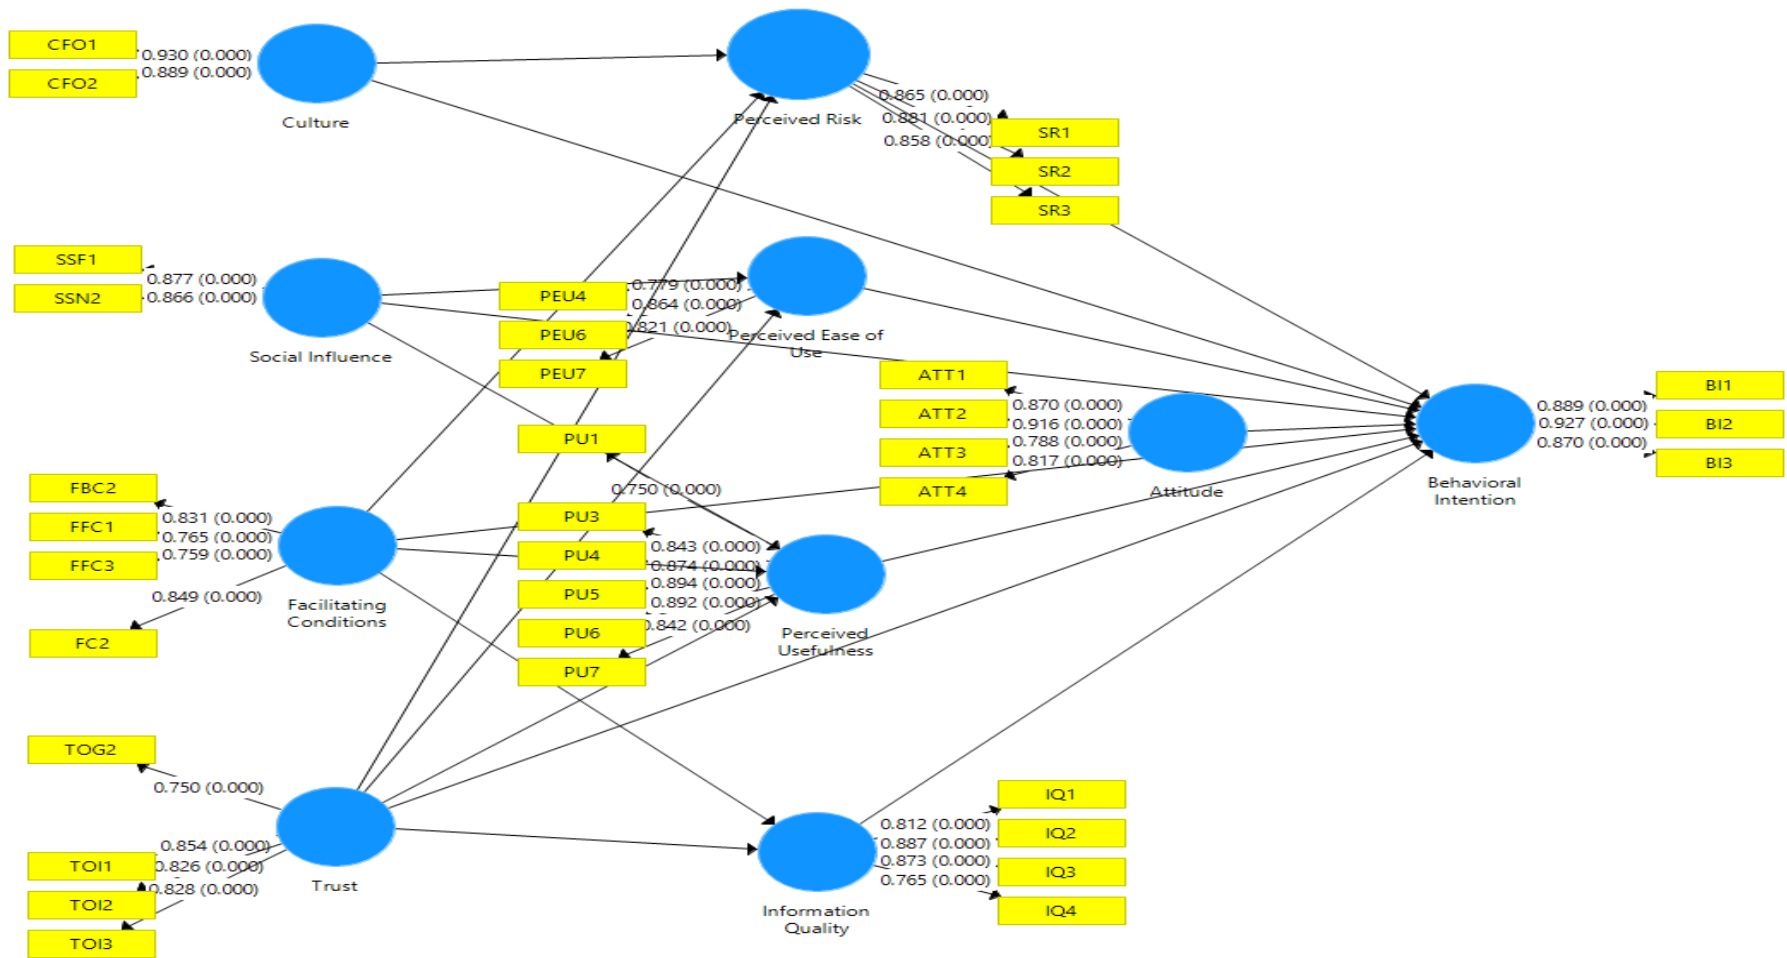 CFO1
0.930 (0.000)
CFO2
0.889 (0.000)
Culture
Perceived Risk
0.865 (0.000)
0.881 (0.000)
0.858 (0.000)
SR1
SR2
SR3
SSF1
0.877 (0.000)
SSN2
0.866 (0.000)
Social Influence
PEU4
0.779 (0.000)
PEU6
0.864 (0.000)
PEU7
0.821 (0.000)
Perceived Ease of
Use
ATT1
ATT2
ATT3
ATT4
0.870 (0.000)
0.916 (0.000)
0.788 (0.000)
0.817 (0.000)
Attitude
BI1
BI2
BI3
0.889 (0.000)
0.927 (0.000)
0.870 (0.000)
Behavioral
Intention
FBC2
FFC1
FFC3
FC2
0.831 (0.000)
0.765 (0.000)
0.759 (0.000)
0.849 (0.000)
Facilitating
Conditions
PU1
0.750 (0.000)
PU3
PU4
PU5
PU6
PU7
0.843 (0.000)
0.874 (0.000)
0.894 (0.000)
0.892 (0.000)
0.842 (0.000)
Perceived
Usefulness
TOG2
0.750 (0.000)
TOI1
TOI2
TOI3
0.854 (0.000)
0.826 (0.000)
0.828 (0.000)
Trust
Information
Quality
0.812 (0.000)
0.887 (0.000)
0.873 (0.000)
0.765 (0.000)
IQ1
IQ2
IQ3
IQ4